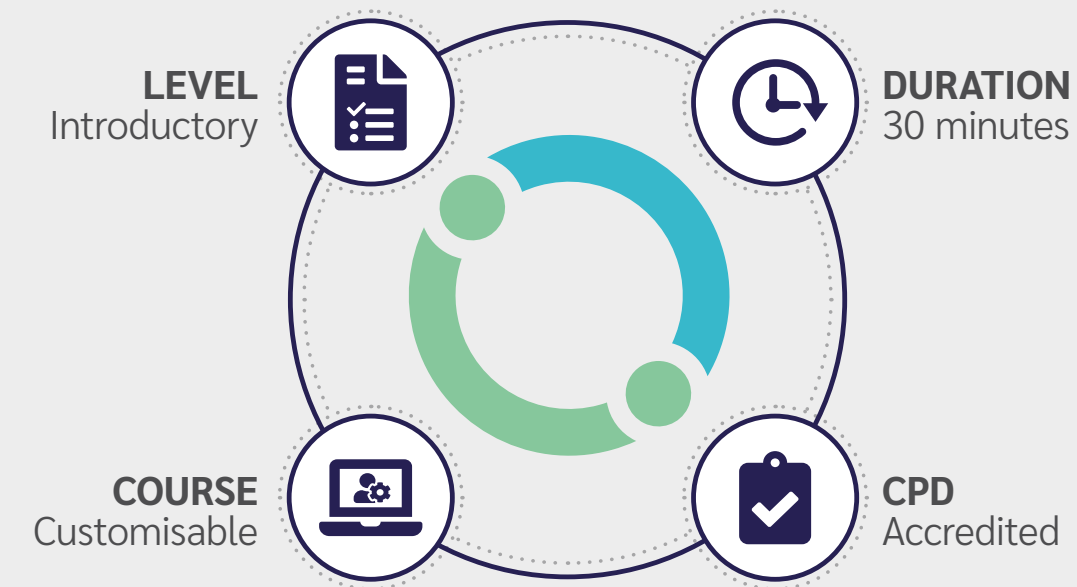 LEVEL
Introductory
DURATION
30 minutes
COURSE
Customisable
CPD
Accredited